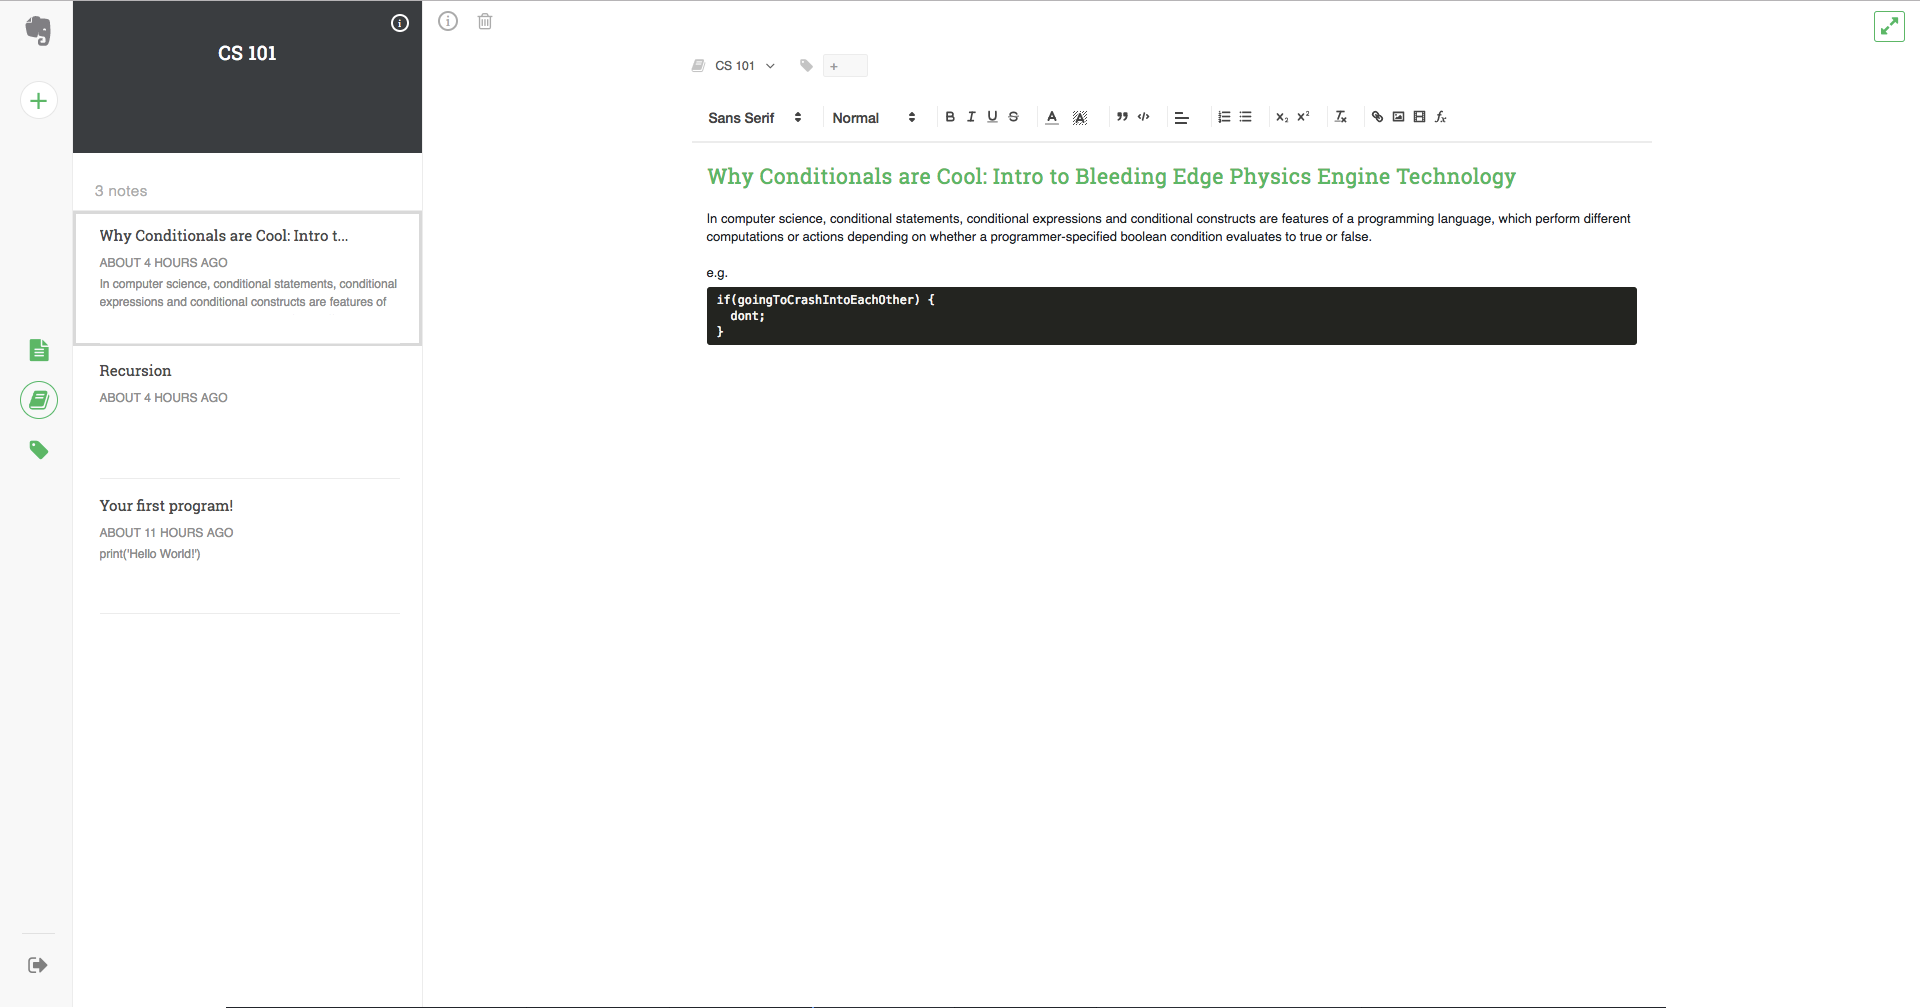 CS 101
3 notes
Why Conditionals are Cool: Intro t...
ABOUT 4 HOURS AGO
In computer science, conditional statements, conditional
expressions and conditional constructs are features of
Recursion
ABOUT 4 HOURS AGO
Your first program!
ABOUT 11 HOURS AGO
print('Hello World!')
CS 101
+
Sans Serif Normal B I U S A A X₂ X² Tx fx
Why Conditionals are Cool: Intro to Bleeding Edge Physics Engine Technology
In computer science, conditional statements, conditional expressions and conditional constructs are features of a programming language, which perform different
computations or actions depending on whether a programmer-specified boolean condition evaluates to true or false.
e.g.
if(goingToCrashIntoEachOther) {
  dont;
}